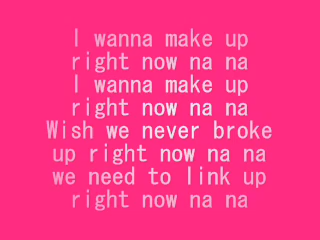 I wanna make up
right now na na
I wanna make up
right now na na
Wish we never broke
up right now na na
we need to link up
right now na na